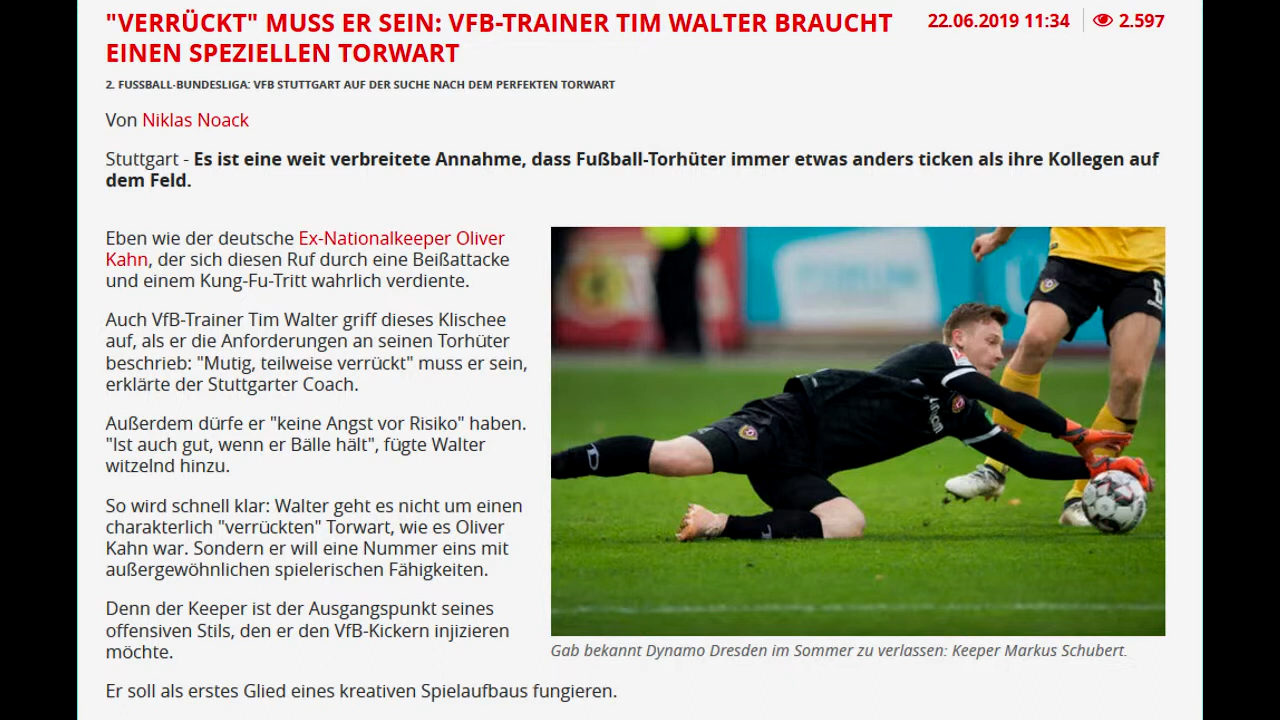 "VERRÜCKT" MUSS ER SEIN: VFB-TRAINER TIM WALTER BRAUCHT
EINEN SPEZIELLEN TORWART
22.06.2019 11:34 2.597
2. FUSSBALL-BUNDESLIGA: VFB STUTTGART AUF DER SUCHE NACH DEM PERFEKTEN TORWART
Von Niklas Noack
Stuttgart - Es ist eine weit verbreitete Annahme, dass Fußball-Torhüter immer etwas anders ticken als ihre Kollegen auf
dem Feld.
Eben wie der deutsche Ex-Nationalkeeper Oliver
Kahn, der sich diesen Ruf durch eine Beißattacke
und einem Kung-Fu-Tritt wahrlich verdiente.
Auch VfB-Trainer Tim Walter griff dieses Klischee
auf, als er die Anforderungen an seinen Torhüter
beschrieb: "Mutig, teilweise verrückt" muss er sein,
erklärte der Stuttgarter Coach.
Außerdem dürfe er "keine Angst vor Risiko" haben.
"Ist auch gut, wenn er Bälle hält", fügte Walter
witzelnd hinzu.
So wird schnell klar: Walter geht es nicht um einen
charakterlich "verrückten" Torwart, wie es Oliver
Kahn war. Sondern er will eine Nummer eins mit
außergewöhnlichen spielerischen Fähigkeiten.
Denn der Keeper ist der Ausgangspunkt seines
offensiven Stils, den er den VfB-Kickern injizieren
möchte.
Gab bekannt Dynamo Dresden im Sommer zu verlassen: Keeper Markus Schubert.
Er soll als erstes Glied eines kreativen Spielaufbaus fungieren.